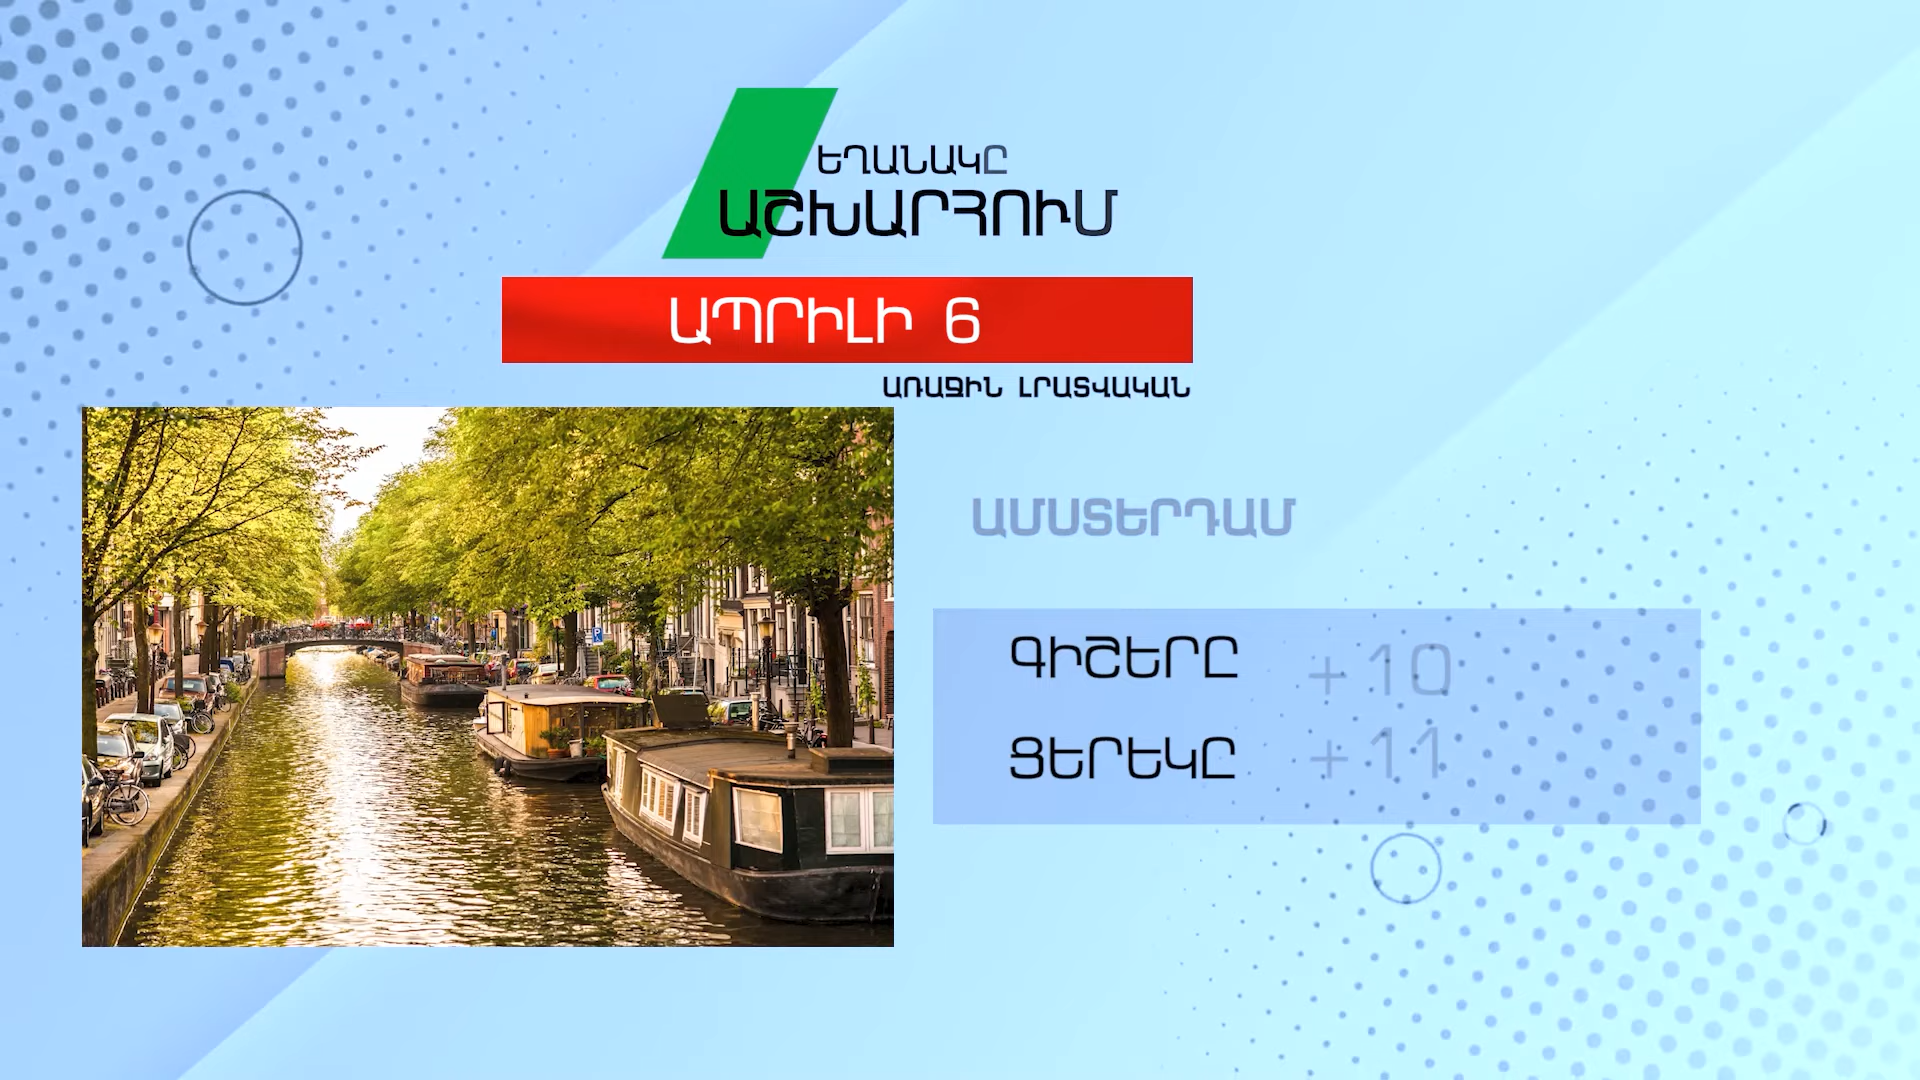 ԵՂԱՆԱԿԸ
ԱՇԽԱՐՀՈՒՄ
ԱՊՐԻԼԻ 6
ԱՌԱՋԻՆ ԼՐԱՏՎԱԿԱՆ
ԱՄՍՏԵՐԴԱՄ
ԳԻՇԵՐԸ +10
ՑԵՐԵԿԸ +11